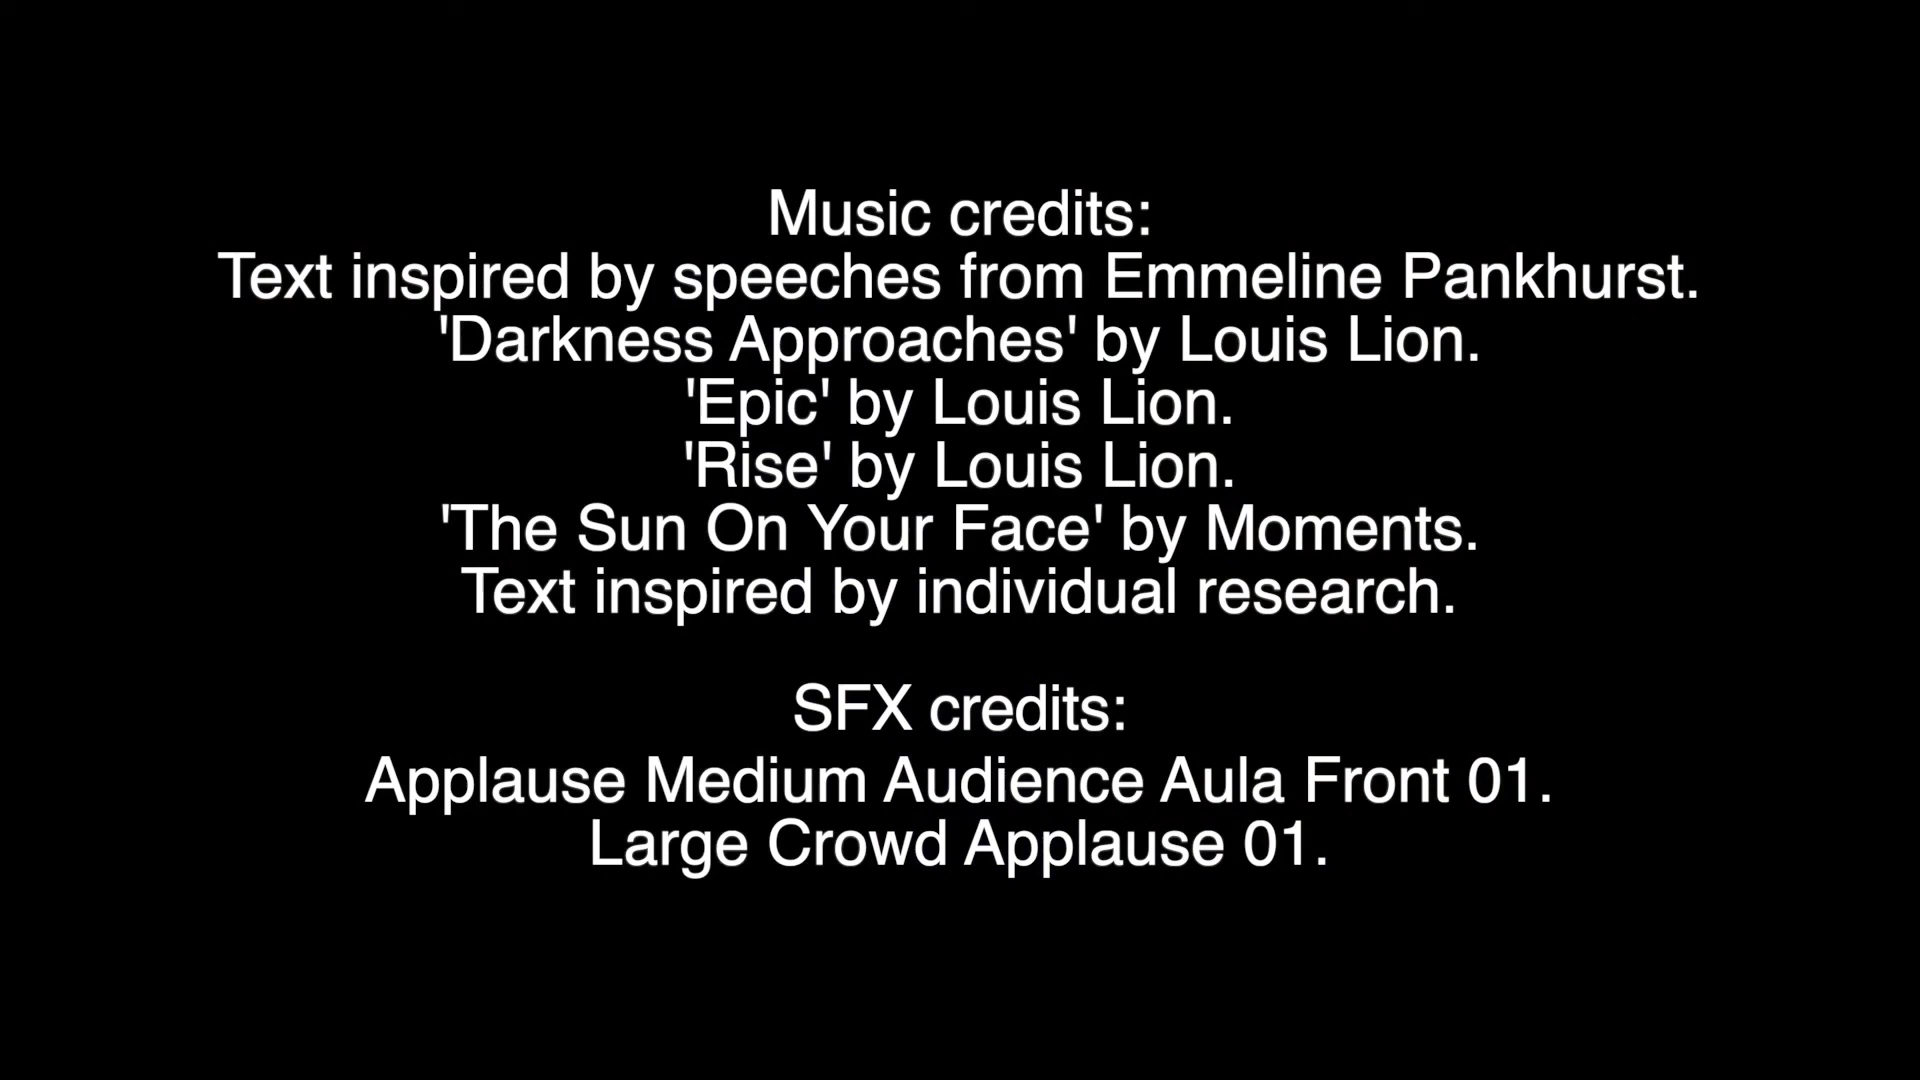 Music credits:
Text inspired by speeches from Emmeline Pankhurst.
'Darkness Approaches' by Louis Lion.
'Epic' by Louis Lion.
'Rise' by Louis Lion.
'The Sun On Your Face' by Moments.
Text inspired by individual research.
SFX credits:
Applause Medium Audience Aula Front 01.
Large Crowd Applause 01.